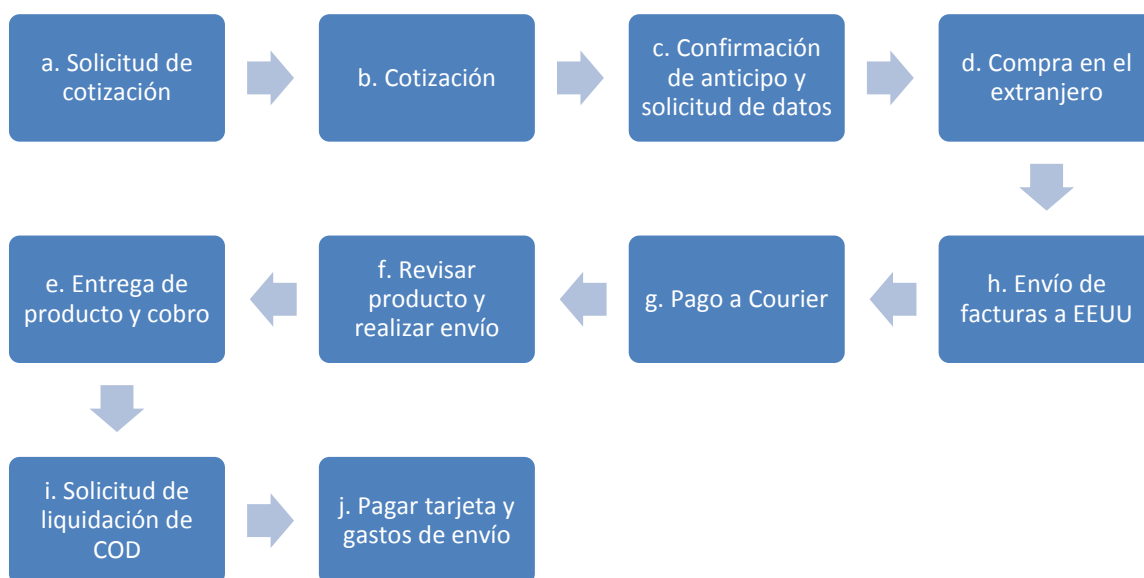 a. Solicitud de
cotización
b. Cotización
c. Confirmación
de anticipo y
solicitud de datos
d. Compra en el
extranjero
e. Entrega de
producto y cobro
f. Revisar
producto y
realizar envío
g. Pago a Courier
h. Envío de
facturas a EEUU
i. Solicitud de
liquidación de
COD
j. Pagar tarjeta y
gastos de envío